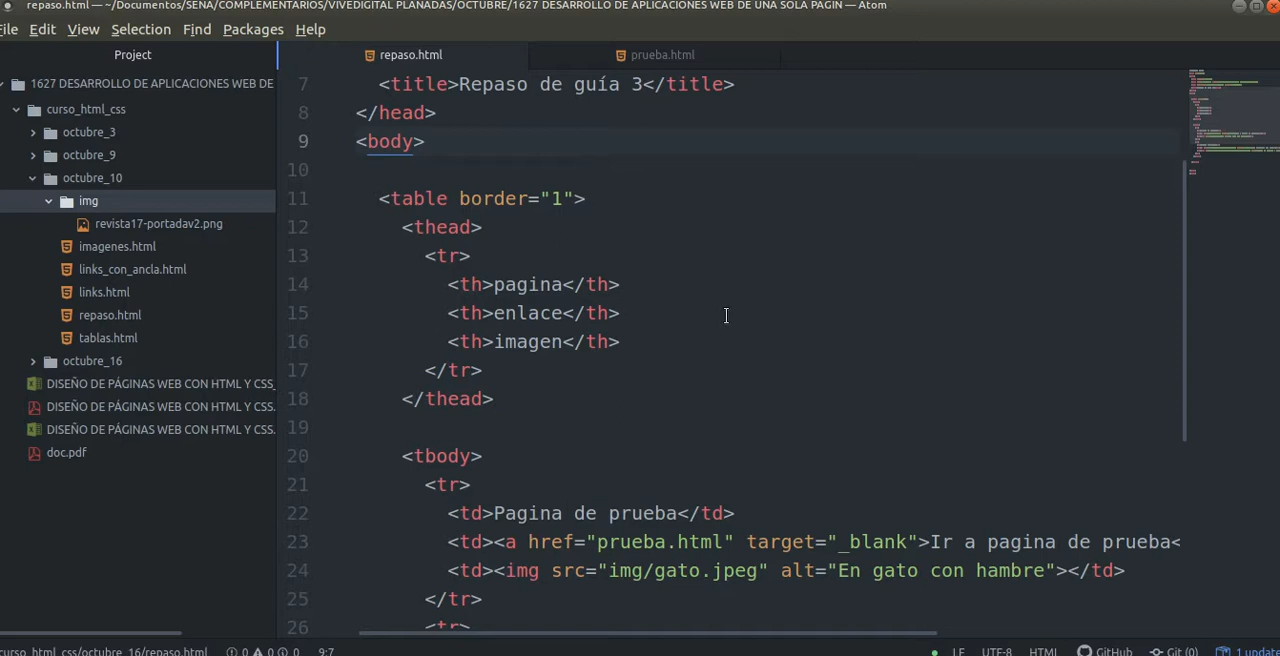 repaso.html — ~/Documentos/SENA/COMPLEMENTARIOS/VIVEDIGITAL PLANADAS/OCTUBRE/1627 DESARROLLO DE APLICACIONES WEB DE UNA SOLA PAGIN — Atom
File Edit View Selection Find Packages Help
Project
repaso.html
prueba.html
1627 DESARROLLO DE APLICACIONES WEB DE
curso_html_css
octubre_3
octubre_9
octubre_10
img
revista17-portadav2.png
imagenes.html
links_con_ancla.html
links.html
repaso.html
tablas.html
octubre_16
DISEÑO DE PÁGINAS WEB CON HTML Y CSS_
DISEÑO DE PÁGINAS WEB CON HTML Y CSS.
DISEÑO DE PÁGINAS WEB CON HTML Y CSS.
doc.pdf
7 <title>Repaso de guía 3</title>
8 </head>
9 <body>
10
11 <table border="1">
12 <thead>
13 <tr>
14 <th>pagina</th>
15 <th>enlace</th>
16 <th>imagen</th>
17 </tr>
18 </thead>
19
20 <tbody>
21 <tr>
22 <td>Pagina de prueba</td>
23 <td><a href="prueba.html" target="_blank">Ir a pagina de prueba<
24 <td><img src="img/gato.jpeg" alt="En gato con hambre"></td>
25 </tr>
26 <tr>
curso_html_css/octubre_16/repaso.html 0 0 0 9:7 LF UTF-8 HTML GitHub Git (0) 1 update